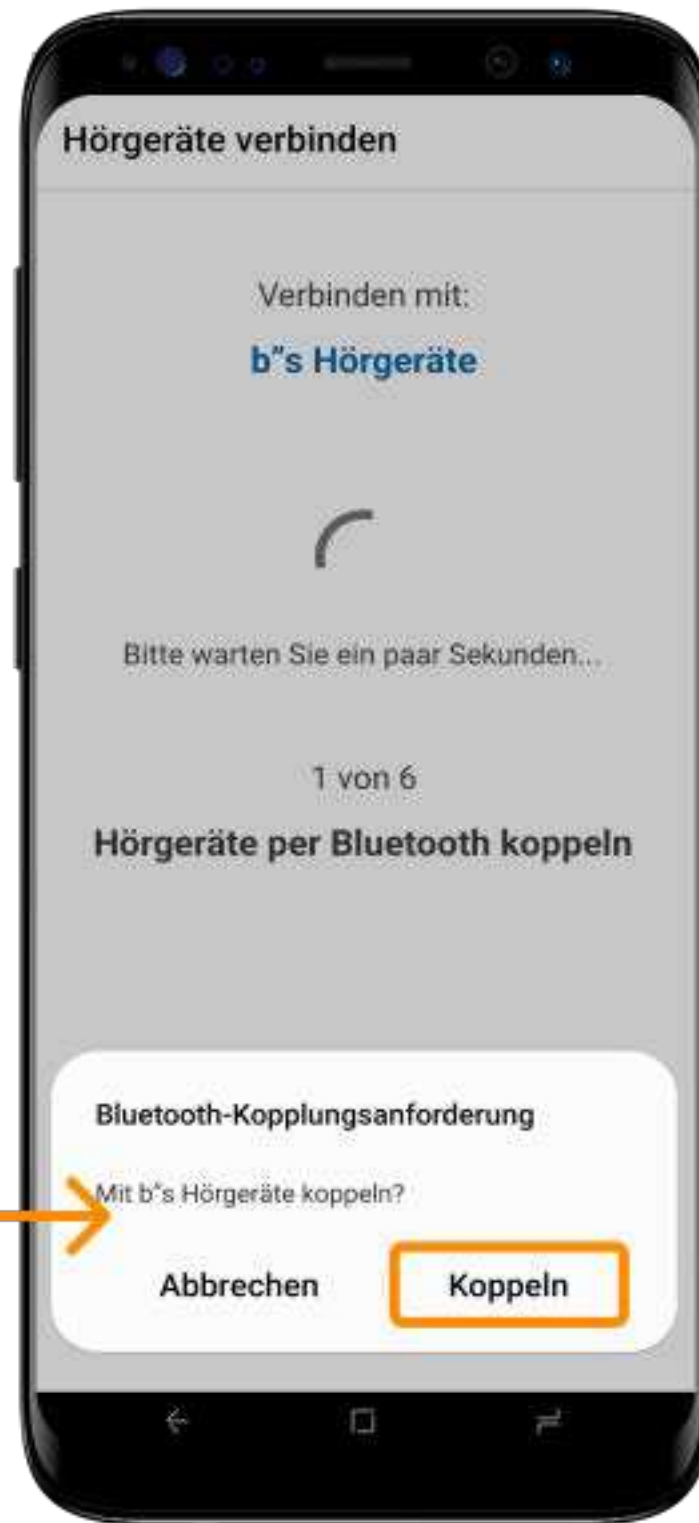 Hörgeräte verbinden
Verbinden mit:
b"s Hörgeräte
Bitte warten Sie ein paar Sekunden...
1 von 6
Hörgeräte per Bluetooth koppeln
Bluetooth-Kopplungsanforderung
Mit b"s Hörgeräte koppeln?
Abbrechen Koppeln